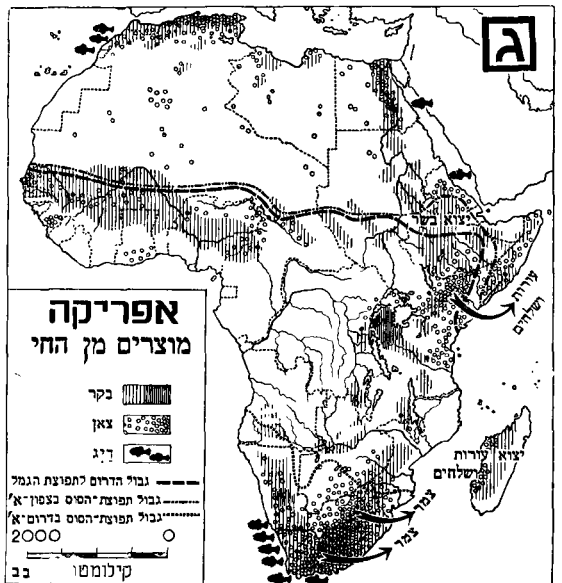 ג
יצוא בשר
עורות
ושלחים
אפריקה
מוצרים מן החי
בקר
צאן
דַיִג
גבול הדרום לתפוצת הגמל
גבול תפוצת-הסוס בצפון-א'
גבול תפוצת-הסוס בדרום-א'
2000 0
קילומטר
בב
יצוא עורות
ושלחים
צמר
צמר